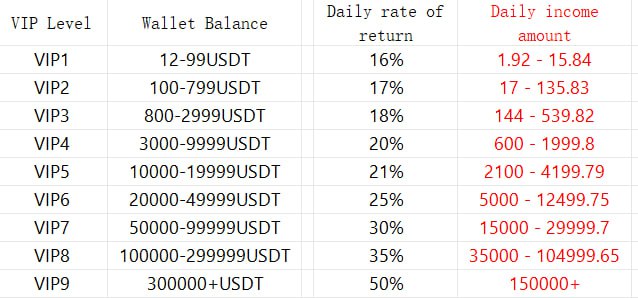 VIP Level Wallet Balance Daily rate of return Daily income amount
VIP1 12-99USDT 16% 1.92 - 15.84
VIP2 100-799USDT 17% 17 - 135.83
VIP3 800-2999USDT 18% 144 - 539.82
VIP4 3000-9999USDT 20% 600 - 1999.8
VIP5 10000-19999USDT 21% 2100 - 4199.79
VIP6 20000-49999USDT 25% 5000 - 12499.75
VIP7 50000-99999USDT 30% 15000 - 29999.7
VIP8 100000-299999USDT 35% 35000 - 104999.65
VIP9 300000+USDT 50% 150000+